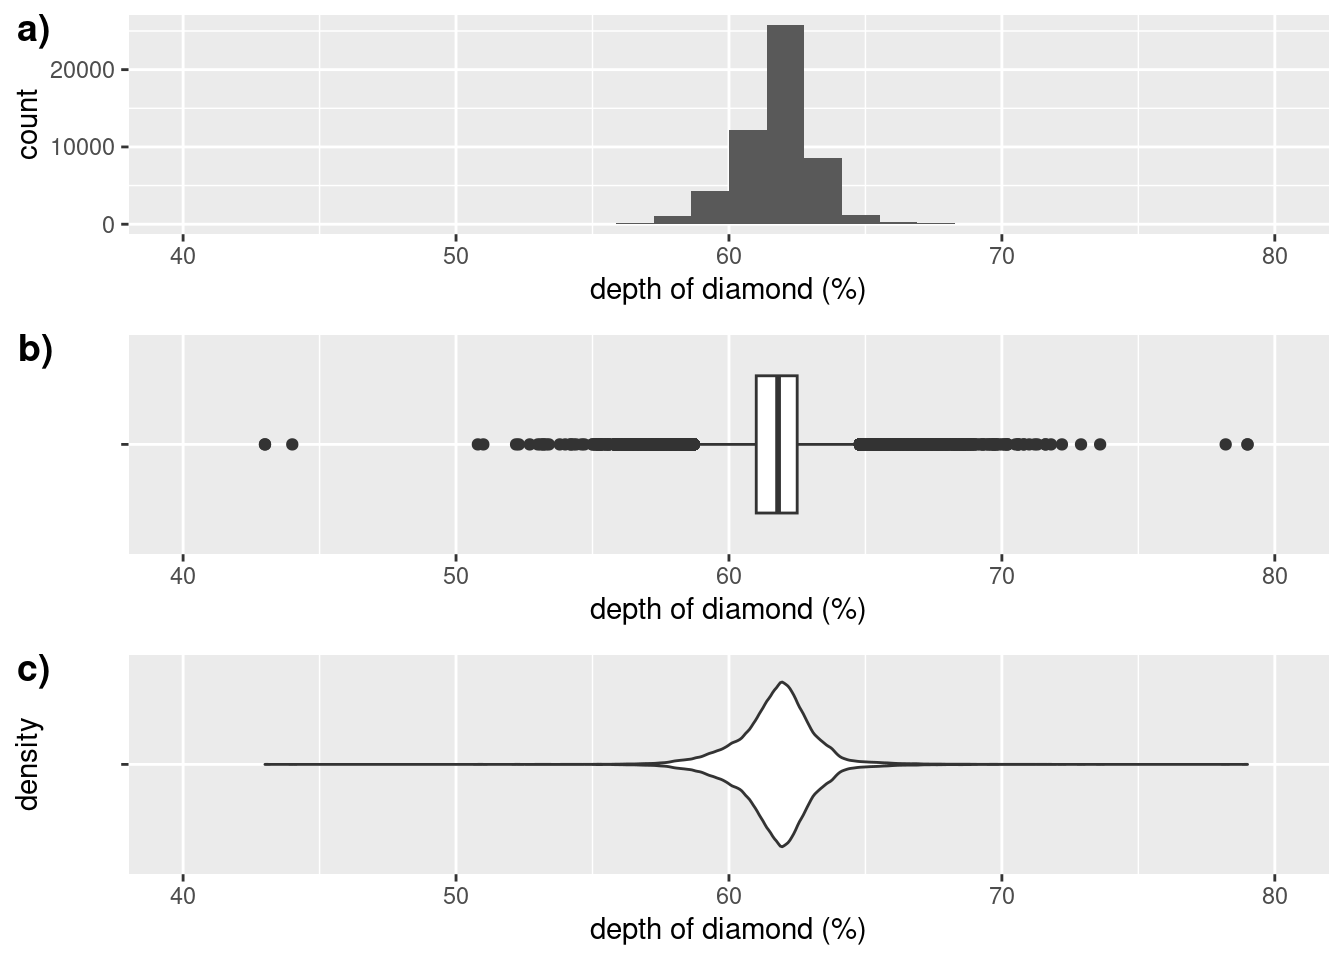 a)
count
20000
10000
0
40 50 60 70 80
depth of diamond (%)
b)
40 50 60 70 80
depth of diamond (%)
c)
density
40 50 60 70 80
depth of diamond (%)